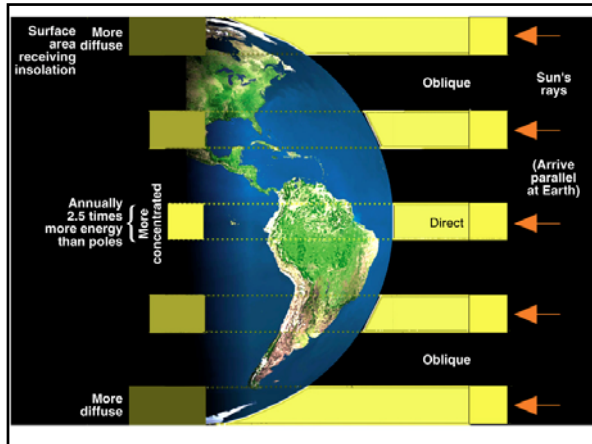 Surface
area
receiving
insolation
More
diffuse
Oblique
Sun's
rays
(Arrive
parallel
at Earth)
Annually
2.5 times
more energy
than poles
More
concentrated
Direct
Oblique
More
diffuse